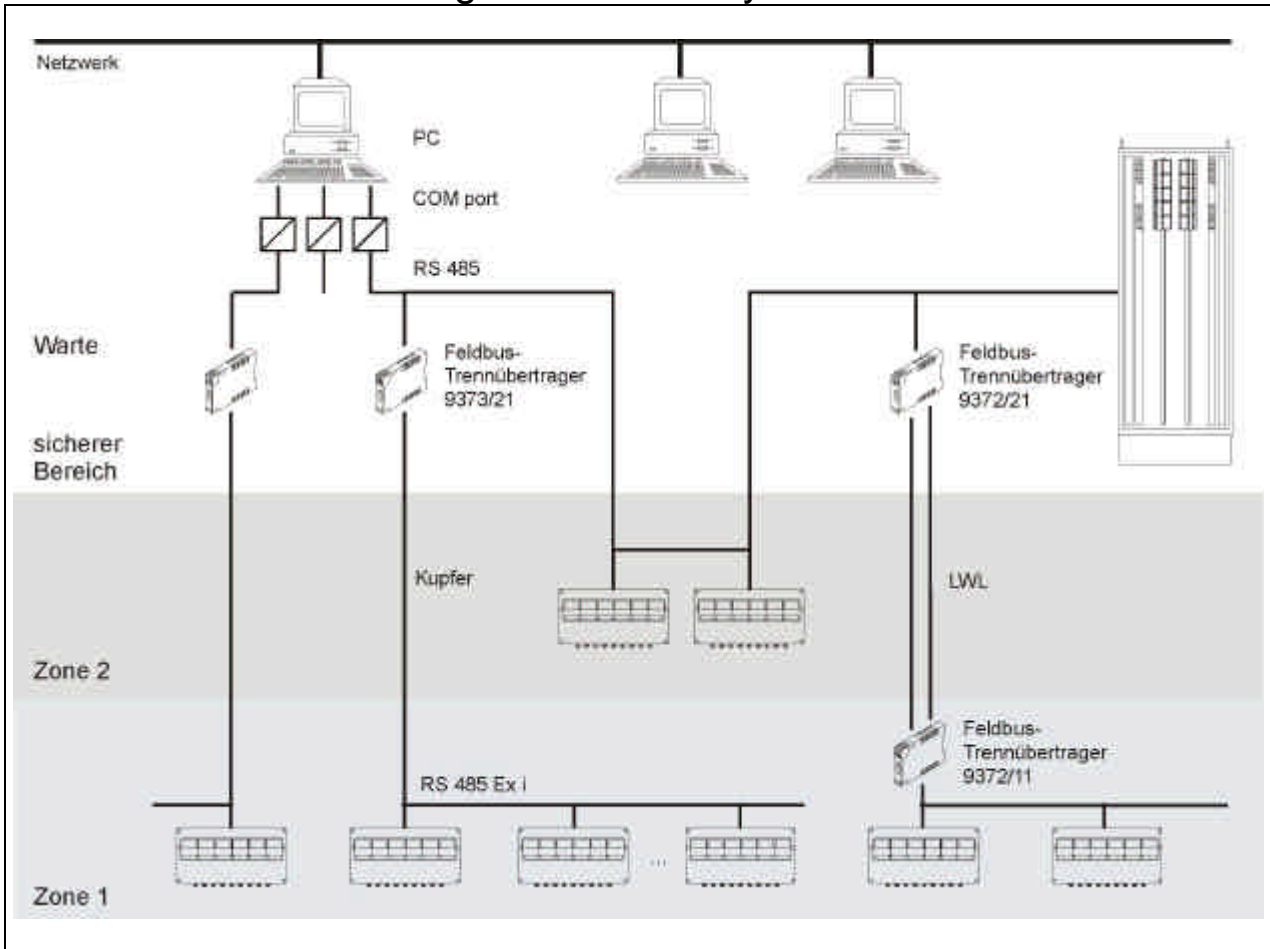 Netzwerk
PC
COM port
RS 485
Warte
Feldbus-
Trennübertrager
9373/21
Feldbus-
Trennübertrager
9372/21
sicherer
Bereich
Kupfer
LWL
Zone 2
Feldbus-
Trennübertrager
9372/11
RS 485 Ex i
...
Zone 1